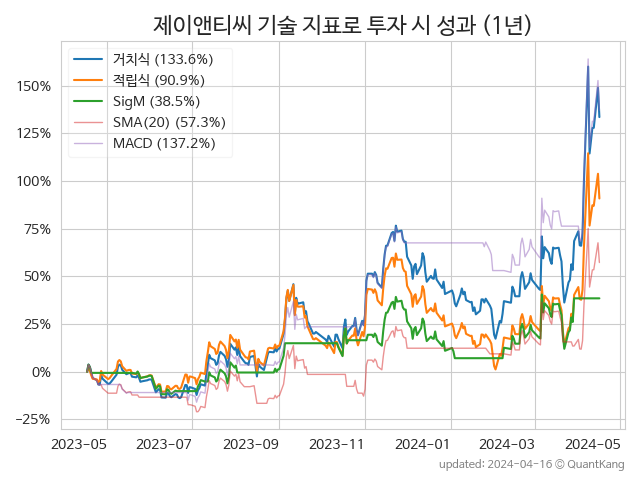 제이앤티씨 기술 지표로 투자 시 성과 (1년)
거치식 (133.6%)
적립식 (90.9%)
SigM (38.5%)
SMA(20) (57.3%)
MACD (137.2%)
150%
125%
100%
75%
50%
25%
0%
−25%
2023−05 2023−07 2023−09 2023−11 2024−01 2024−03 2024−05
updated: 2024−04−16 © QuantKang